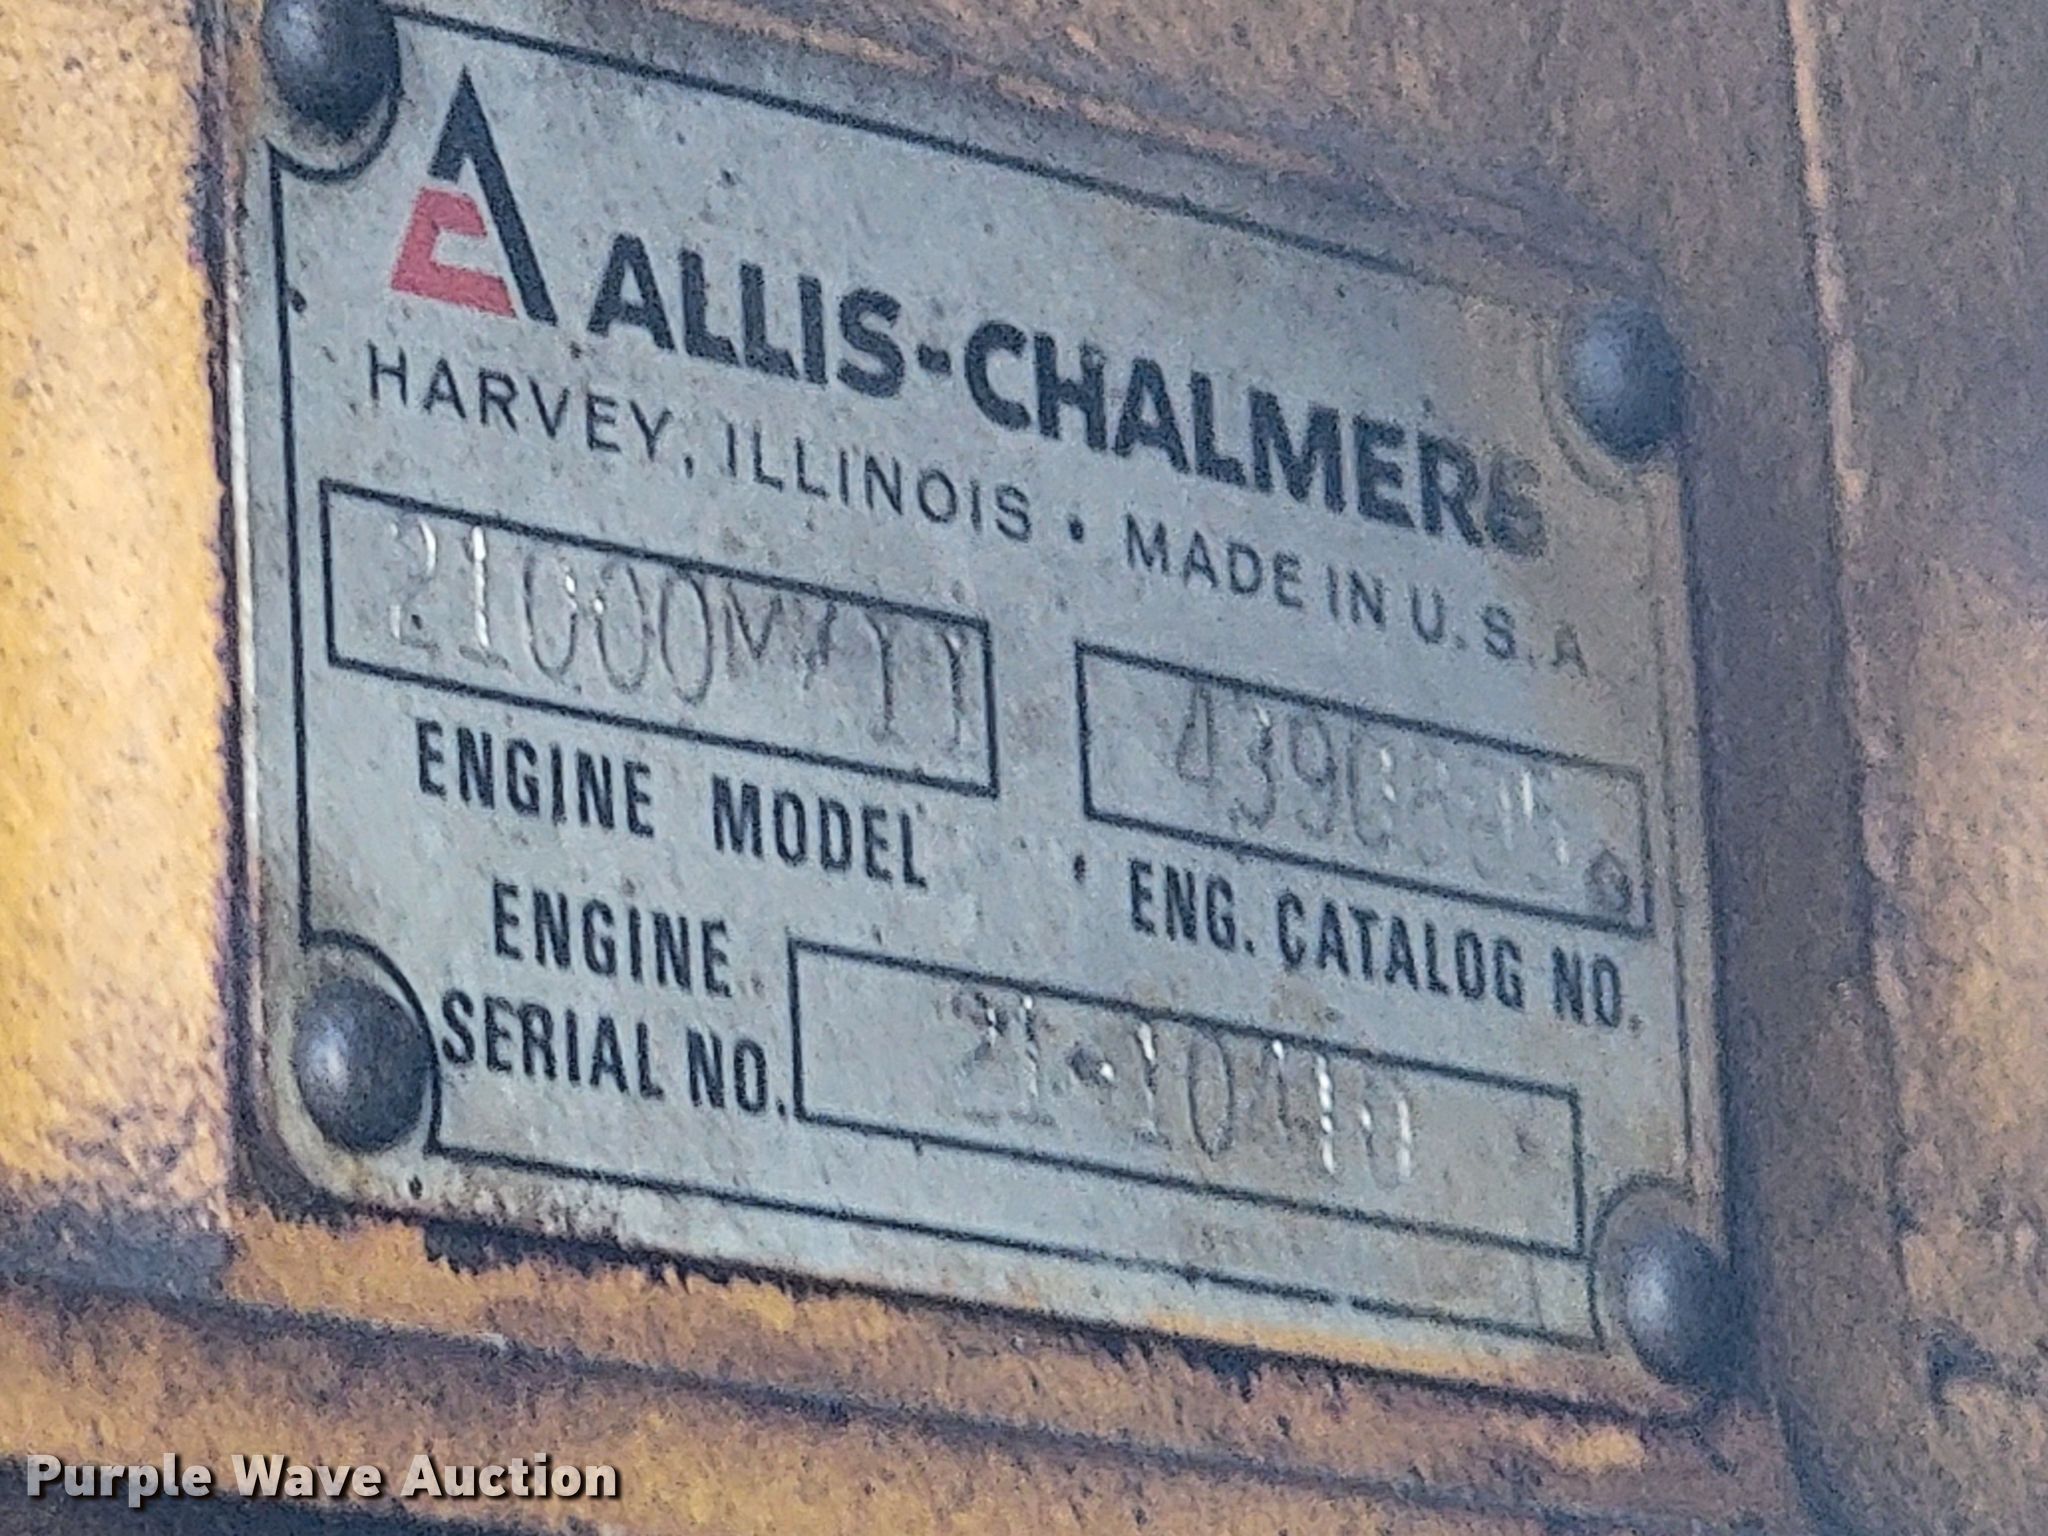 ALLIS-CHALMERS
HARVEY, ILLINOIS • MADE IN U.S.A
ENGINE MODEL
ENG. CATALOG NO.
ENGINE
SERIAL NO.
Purple Wave Auction